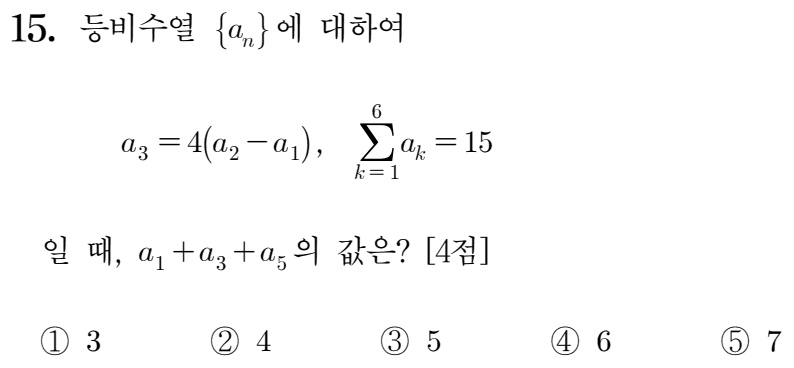 15. 등비수열 {aₙ}에 대하여
a₃ = 4(a₂ − a₁), ∑_{k=1}^{6} aₖ = 15
일 때, a₁ + a₃ + a₅의 값은? [4점]
① 3 ② 4 ③ 5 ④ 6 ⑤ 7